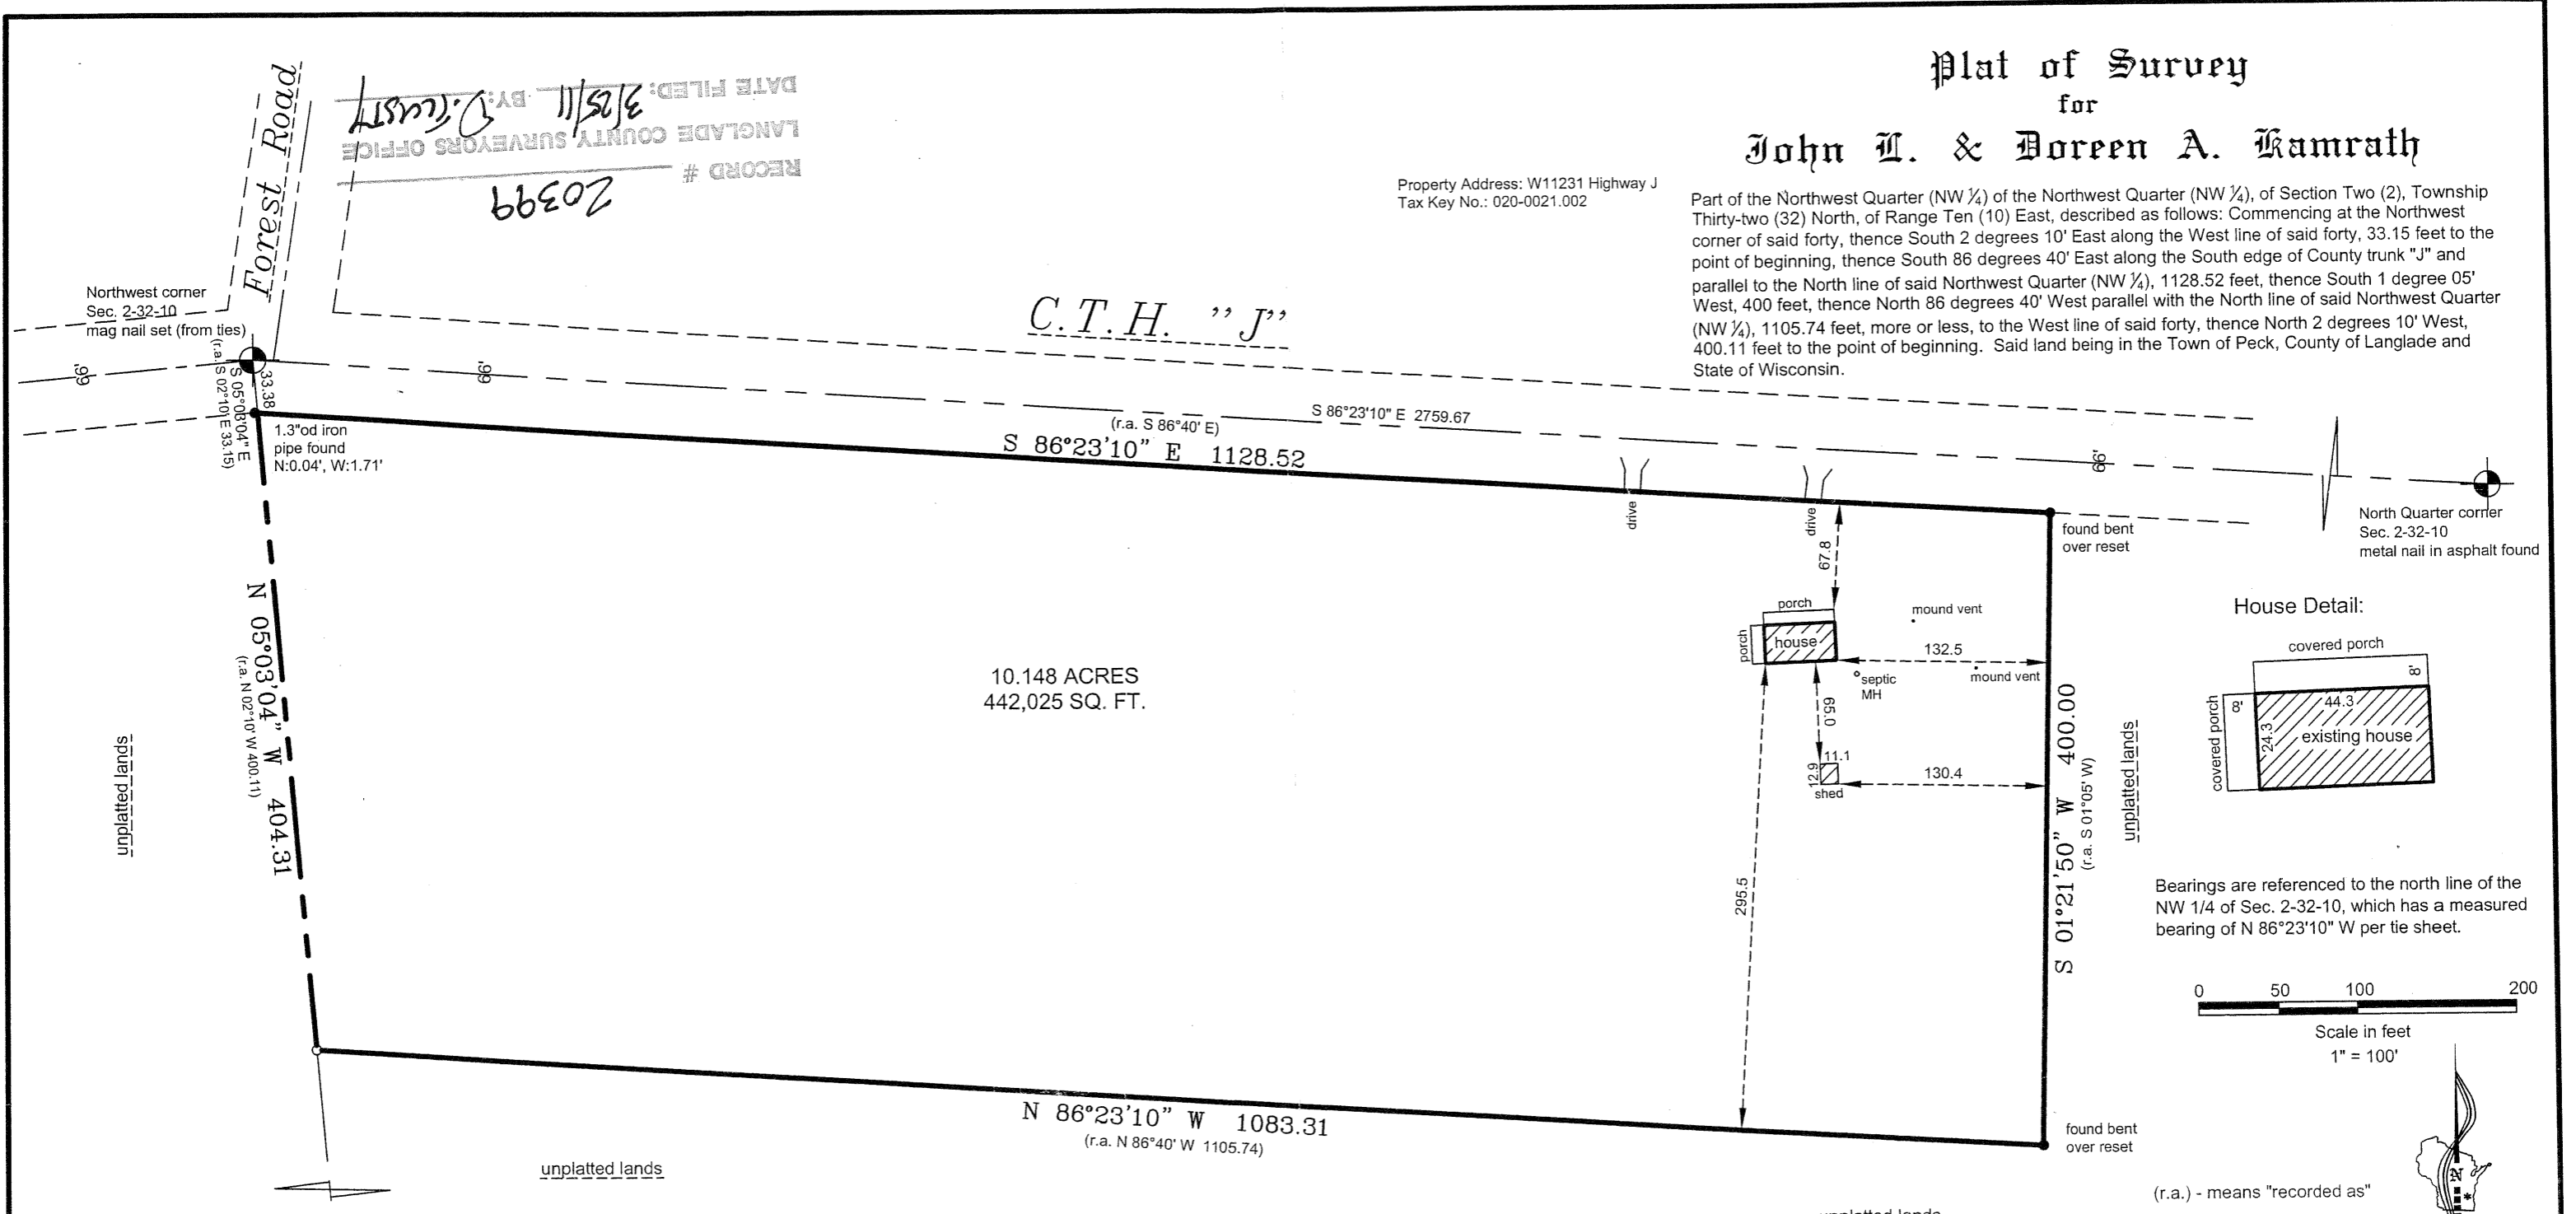 Plat of Survey
for
John L. & Doreen A. Kamrath
Property Address: W11231 Highway J
Tax Key No.: 020-0021.002
Part of the Northwest Quarter (NW ¼) of the Northwest Quarter (NW ¼), of Section Two (2), Township
Thirty-two (32) North, of Range Ten (10) East, described as follows: Commencing at the Northwest
corner of said forty, thence South 2 degrees 10' East along the West line of said forty, 33.15 feet to the
point of beginning, thence South 86 degrees 40' East along the South edge of County trunk "J" and
parallel to the North line of said Northwest Quarter (NW ¼), 1128.52 feet, thence South 1 degree 05'
West, 400 feet, thence North 86 degrees 40' West parallel with the North line of said Northwest Quarter
(NW ¼), 1105.74 feet, more or less, to the West line of said forty, thence North 2 degrees 10' West,
400.11 feet to the point of beginning. Said land being in the Town of Peck, County of Langlade and
State of Wisconsin.
RECORD # 20399
LANGLADE COUNTY SURVEYORS OFFICE
DATE FILED: 3/25/11 BY:
Forest Road
Northwest corner
Sec. 2-32-10
mag nail set (from ties)
C.T.H. "J"
66'
66'
66'
33.38
S 05°03'04" E
(r.a. S 02°10'E 33.15)
1.3"od iron
pipe found
N:0.04', W:1.71'
S 86°23'10" E 2759.67
(r.a. S 86°40' E)
S 86°23'10" E 1128.52
drive
drive
found bent
over reset
North Quarter corner
Sec. 2-32-10
metal nail in asphalt found
67.8
porch
porch
house
mound vent
132.5
mound vent
septic
MH
65.0
11.1
12.9
shed
130.4
295.5
10.148 ACRES
442,025 SQ. FT.
N 05°03'04" W 404.31
(r.a. N 02°10' W 400.11)
unplatted lands
S 01°21'50" W 400.00
(r.a. S 01°05' W)
unplatted lands
House Detail:
covered porch
8'
covered porch
8'
44.3
24.3
existing house
Bearings are referenced to the north line of the
NW 1/4 of Sec. 2-32-10, which has a measured
bearing of N 86°23'10" W per tie sheet.
0 50 100 200
Scale in feet
1" = 100'
N 86°23'10" W 1083.31
(r.a. N 86°40' W 1105.74)
found bent
over reset
unplatted lands
(r.a.) - means "recorded as"
N
unplatted lands